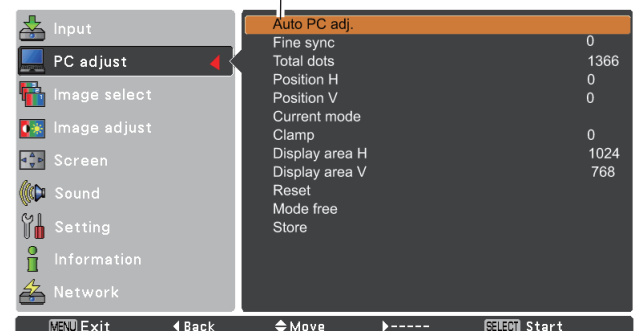 Input
PC adjust
Image select
Image adjust
Screen
Sound
Setting
Information
Network
Auto PC adj.
Fine sync 0
Total dots 1366
Position H 0
Position V 0
Current mode
Clamp 0
Display area H 1024
Display area V 768
Reset
Mode free
Store
MENU Exit ◀Back ◆Move ▶----- SELECT Start